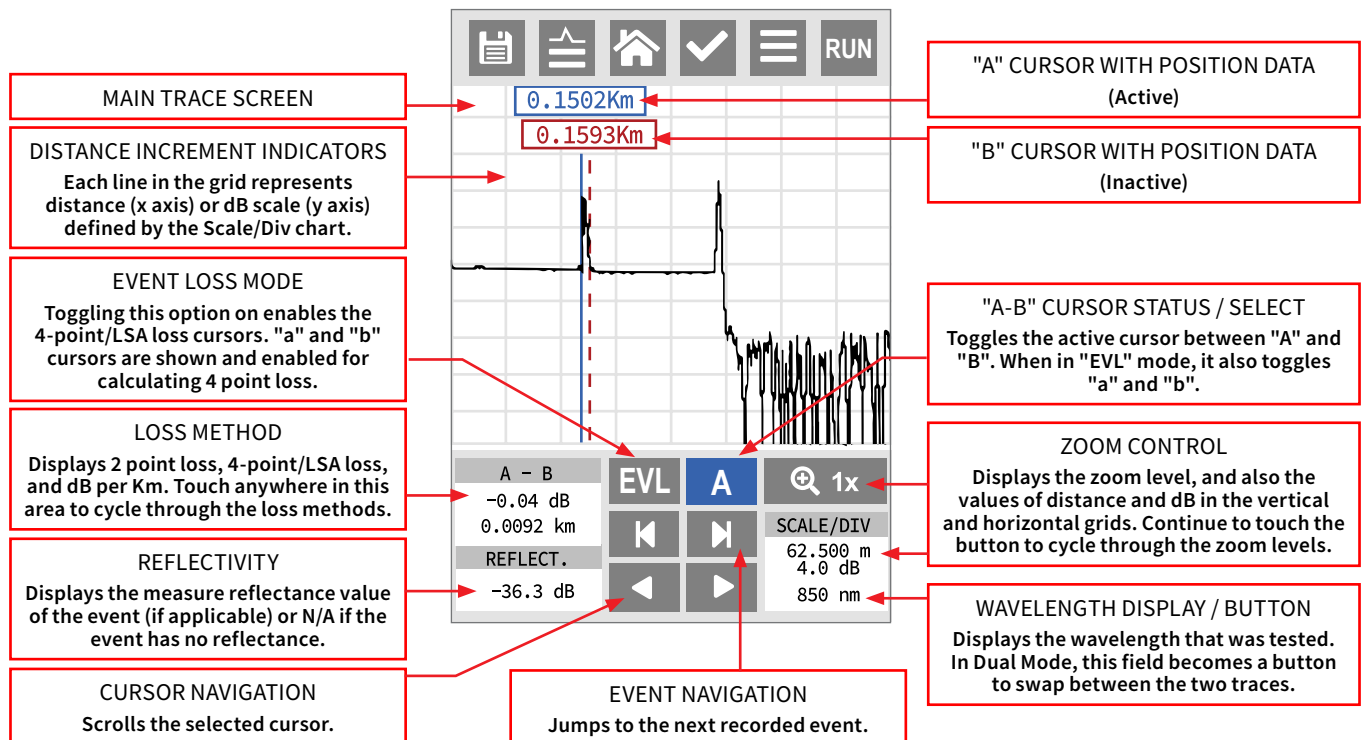 RUN
0.1502Km
0.1593Km
MAIN TRACE SCREEN
DISTANCE INCREMENT INDICATORS
Each line in the grid represents
distance (x axis) or dB scale (y axis)
defined by the Scale/Div chart.
EVENT LOSS MODE
Toggling this option on enables the
4-point/LSA loss cursors. "a" and "b"
cursors are shown and enabled for
calculating 4 point loss.
LOSS METHOD
Displays 2 point loss, 4-point/LSA loss,
and dB per Km. Touch anywhere in this
area to cycle through the loss methods.
REFLECTIVITY
Displays the measure reflectance value
of the event (if applicable) or N/A if the
event has no reflectance.
CURSOR NAVIGATION
Scrolls the selected cursor.
A - B
-0.04 dB
0.0092 km
REFLECT.
-36.3 dB
EVL
A
1x
SCALE/DIV
62.500 m
4.0 dB
850 nm
EVENT NAVIGATION
Jumps to the next recorded event.
"A" CURSOR WITH POSITION DATA
(Active)
"B" CURSOR WITH POSITION DATA
(Inactive)
"A-B" CURSOR STATUS / SELECT
Toggles the active cursor between "A" and
"B". When in "EVL" mode, it also toggles
"a" and "b".
ZOOM CONTROL
Displays the zoom level, and also the
values of distance and dB in the vertical
and horizontal grids. Continue to touch the
button to cycle through the zoom levels.
WAVELENGTH DISPLAY / BUTTON
Displays the wavelength that was tested.
In Dual Mode, this field becomes a button
to swap between the two traces.